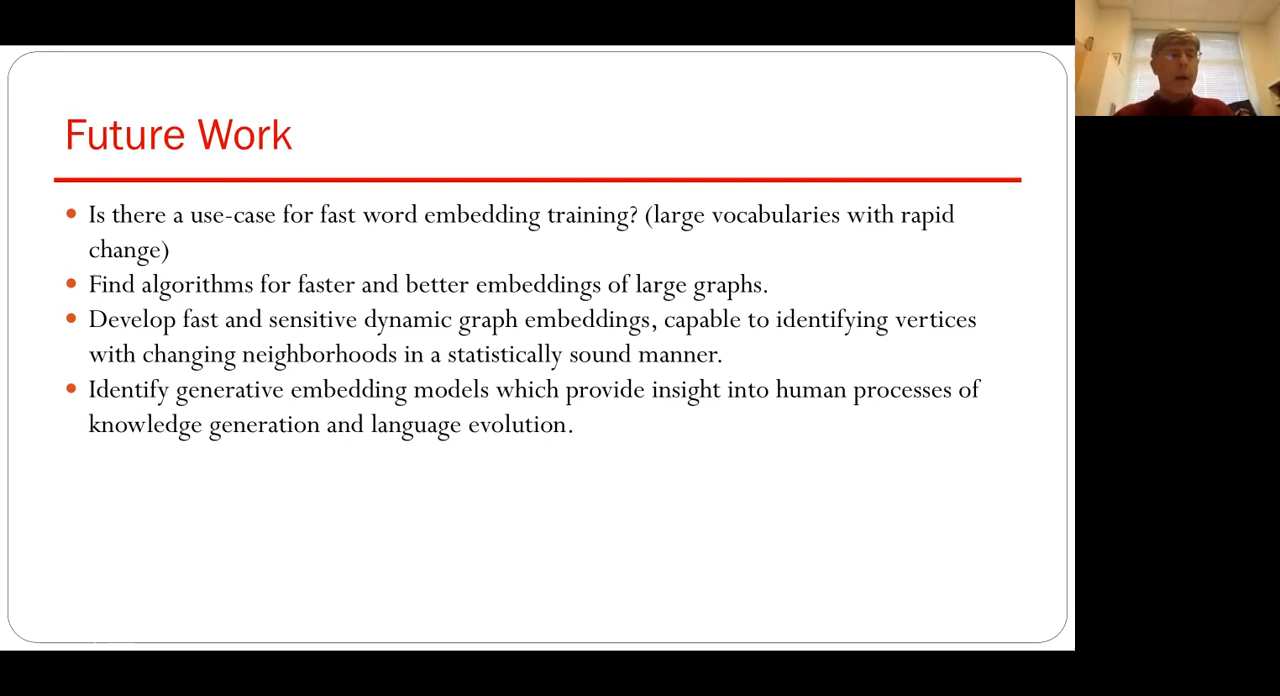 Future Work
• Is there a use-case for fast word embedding training? (large vocabularies with rapid
change)
• Find algorithms for faster and better embeddings of large graphs.
• Develop fast and sensitive dynamic graph embeddings, capable to identifying vertices
with changing neighborhoods in a statistically sound manner.
• Identify generative embedding models which provide insight into human processes of
knowledge generation and language evolution.